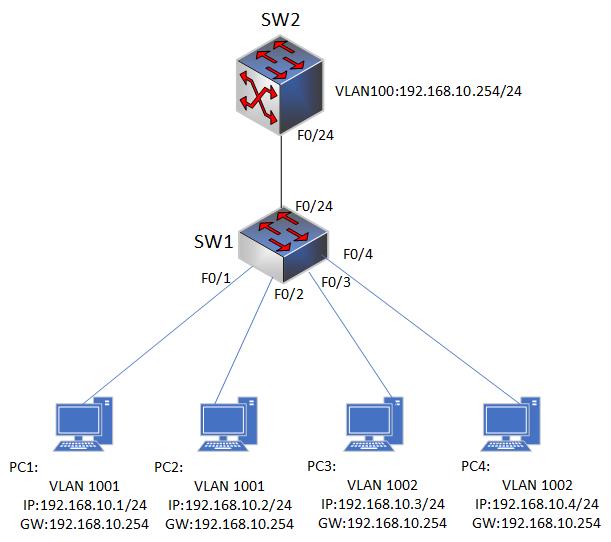 SW2
VLAN100:192.168.10.254/24
F0/24
F0/24
SW1
F0/4
F0/1
F0/3
F0/2
PC1:
VLAN 1001
IP:192.168.10.1/24
GW:192.168.10.254
PC2:
VLAN 1001
IP:192.168.10.2/24
GW:192.168.10.254
PC3:
VLAN 1002
IP:192.168.10.3/24
GW:192.168.10.254
PC4:
VLAN 1002
IP:192.168.10.4/24
GW:192.168.10.254